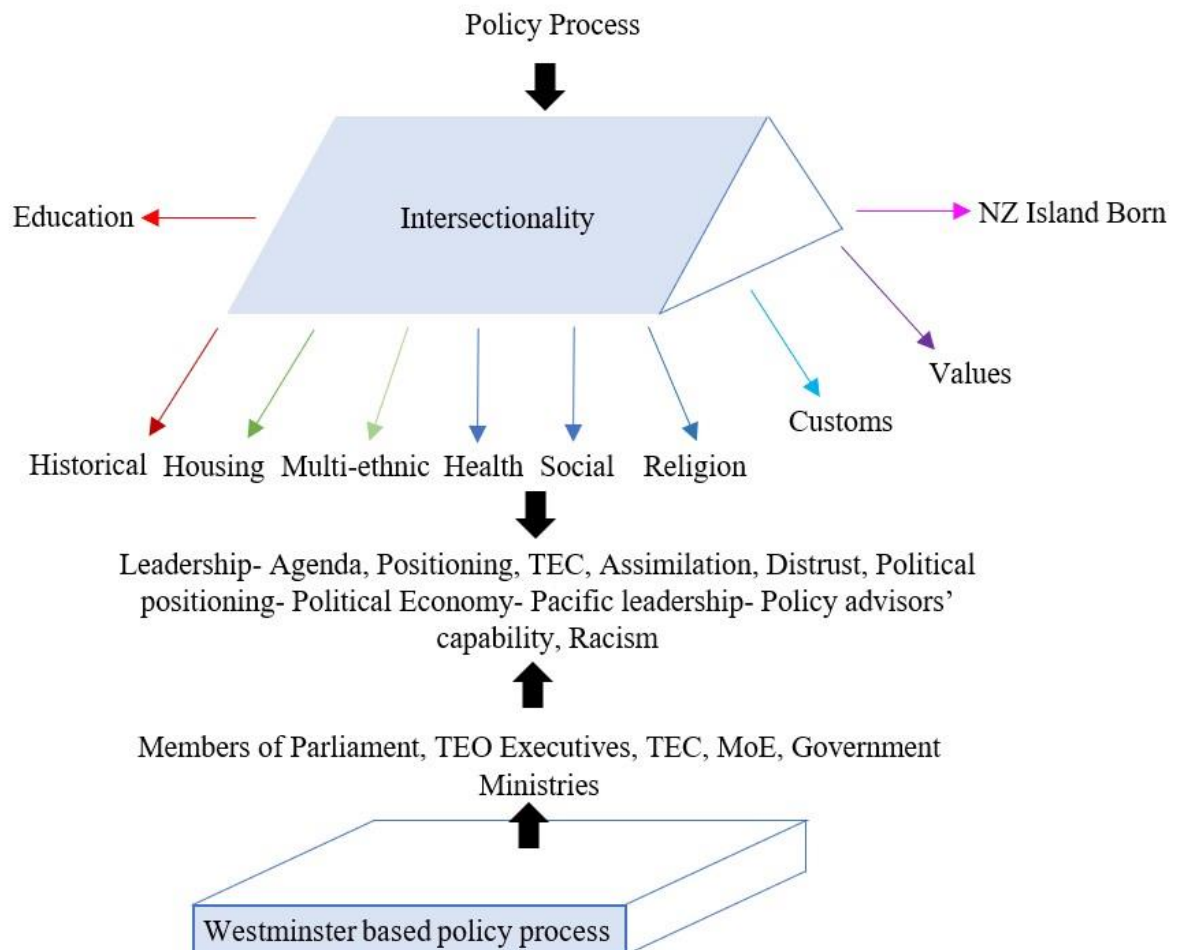 Policy Process
Education
Intersectionality
NZ Island Born
Values
Customs
Historical Housing Multi-ethnic Health Social Religion
Leadership- Agenda, Positioning, TEC, Assimilation, Distrust, Political
positioning- Political Economy- Pacific leadership- Policy advisors’
capability, Racism
Members of Parliament, TEO Executives, TEC, MoE, Government
Ministries
Westminster based policy process